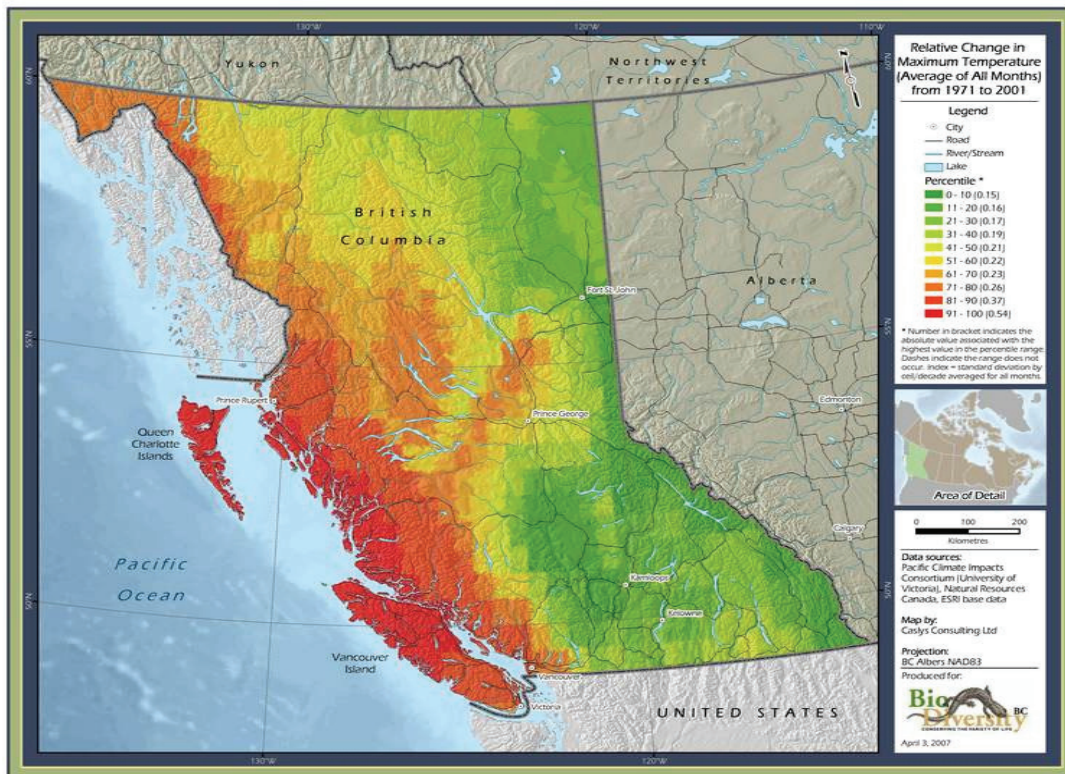 130°W
120°W
110°W
60°N
60°N
Yukon
Northwest
Territories
British
Columbia
Fort St. John
Alberta
55°N
55°N
Prince Rupert
Prince George
Edmonton
Queen
Charlotte
Islands
Calgary
Pacific
Ocean
50°N
50°N
Kamloops
Kelowna
Vancouver
Island
Vancouver
Victoria
UNITED STATES
130°W
120°W
Relative Change in
Maximum Temperature
(Average of All Months)
from 1971 to 2001
N
Legend
City
Road
River/Stream
Lake
Percentile *
0 - 10 (0.15)
11 - 20 (0.16)
21 - 30 (0.17)
31 - 40 (0.19)
41 - 50 (0.21)
51 - 60 (0.22)
61 - 70 (0.23)
71 - 80 (0.26)
81 - 90 (0.37)
91 - 100 (0.54)
* Number in bracket indicates the
absolute value associated with the
highest value in the percentile range.
Dashes indicate the range does not
occur. Index = standard deviation by
cell/decade averaged for all months.
Area of Detail
0 100 200
Kilometres
Data sources:
Pacific Climate Impacts
Consortium (University of
Victoria), Natural Resources
Canada, ESRI base data
Map by:
Caslys Consulting Ltd
Projection:
BC Albers NAD83
Produced for:
Bio
Diversity BC
CONSERVING THE VARIETY OF LIFE
April 3, 2007